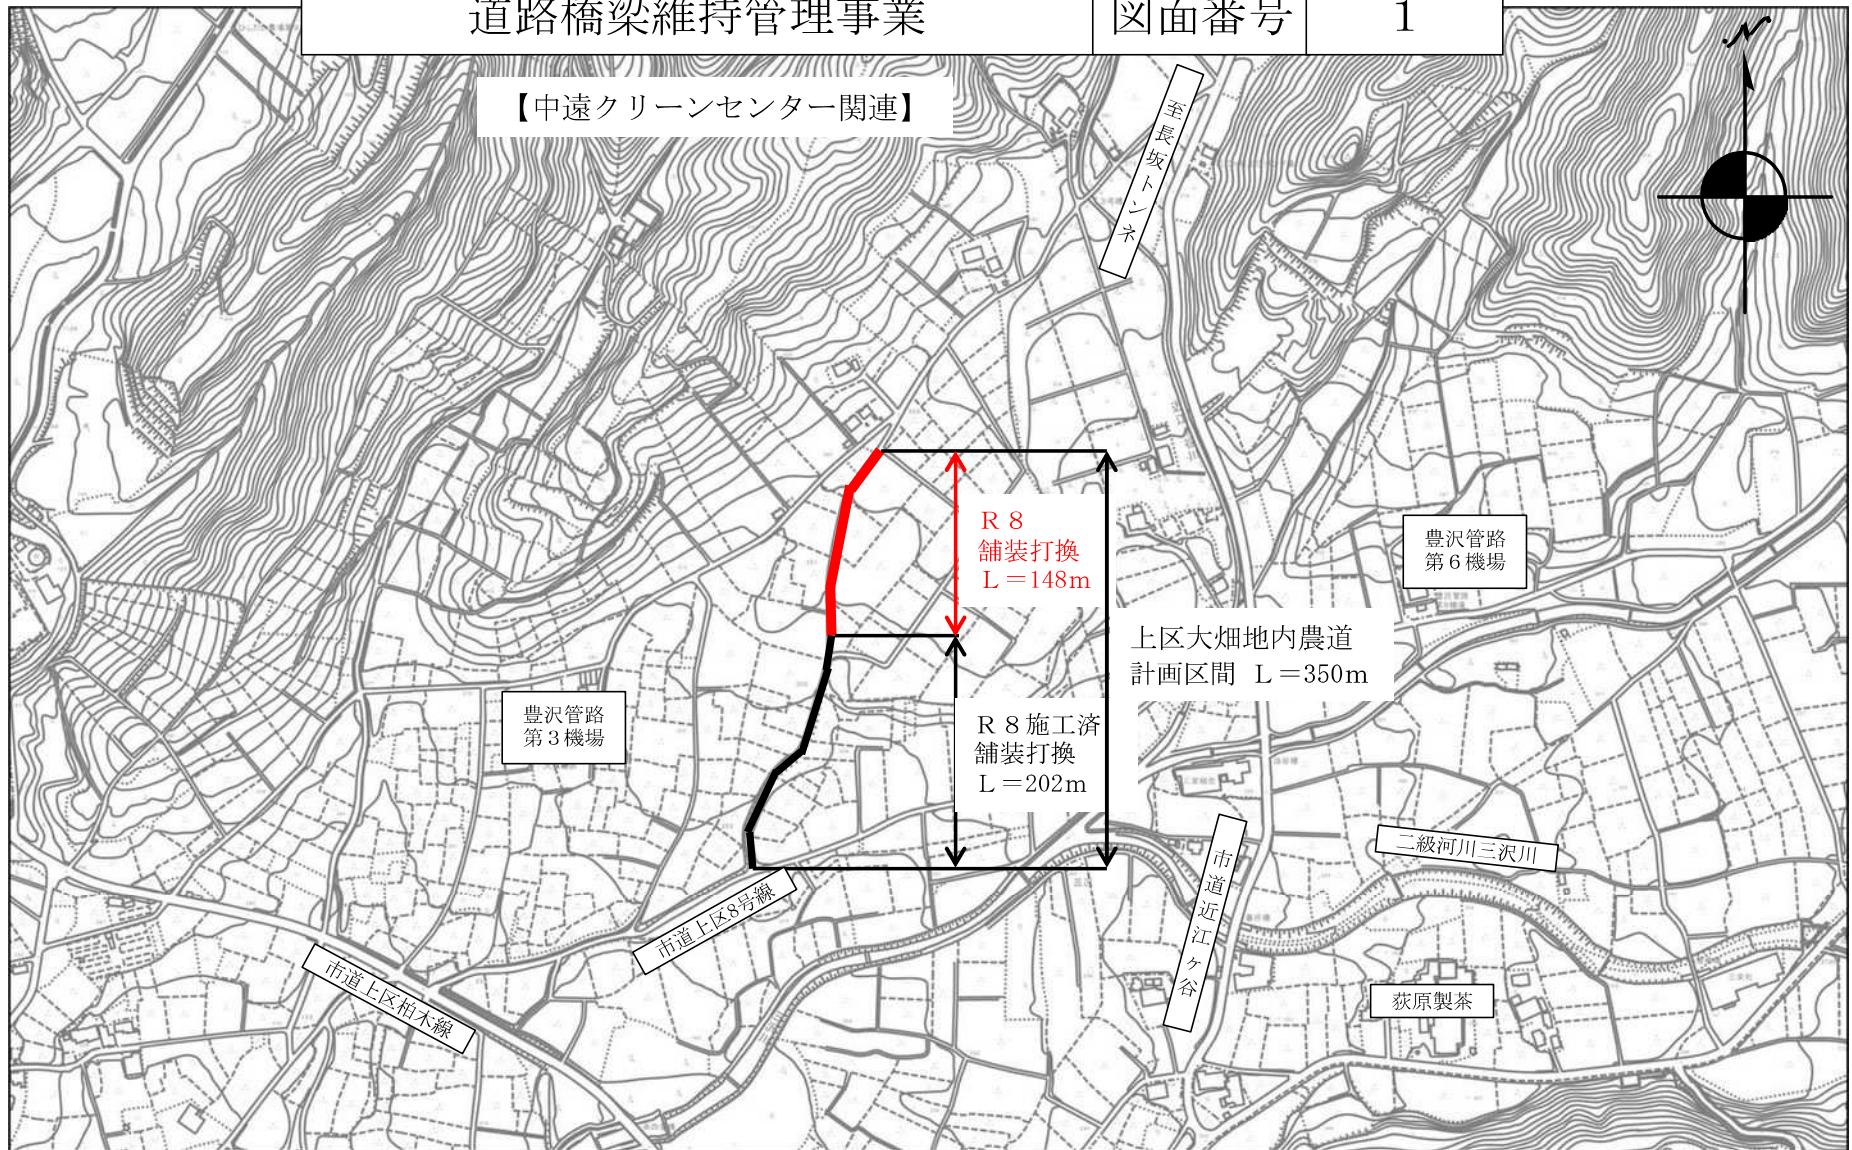 道路橋梁維持管理事業 図面番号 1
【中遠クリーンセンター関連】
至長坂トンネ
R8
舗装打換
L=148m
豊沢管路
第6機場
上区大畑地内農道
計画区間 L=350m
豊沢管路
第3機場
R8施工済
舗装打換
L=202m
二級河川三沢川
市道近江ヶ谷
市道上区8号線
市道上区柏木線
荻原製茶